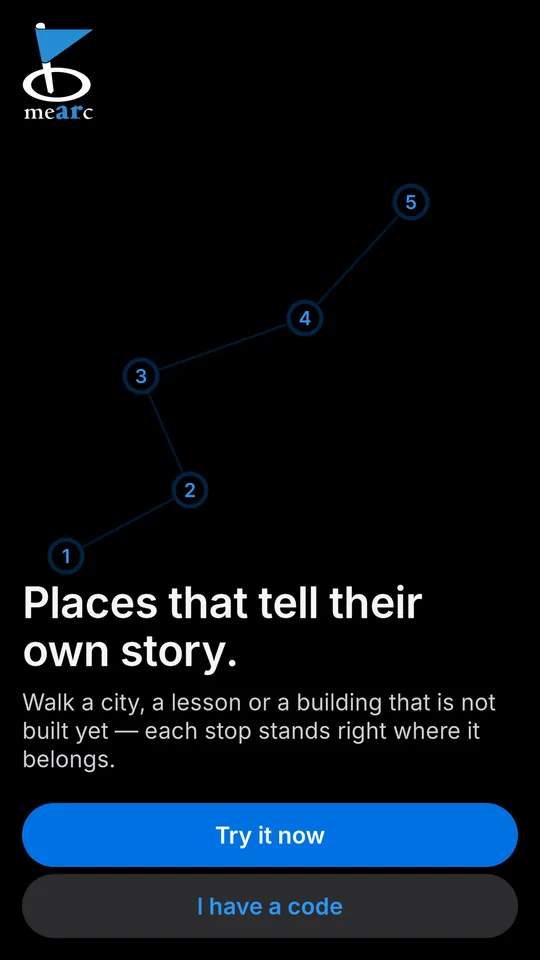 mearc
5
4
3
2
1
Places that tell their
own story.
Walk a city, a lesson or a building that is not
built yet — each stop stands right where it
belongs.
Try it now
I have a code